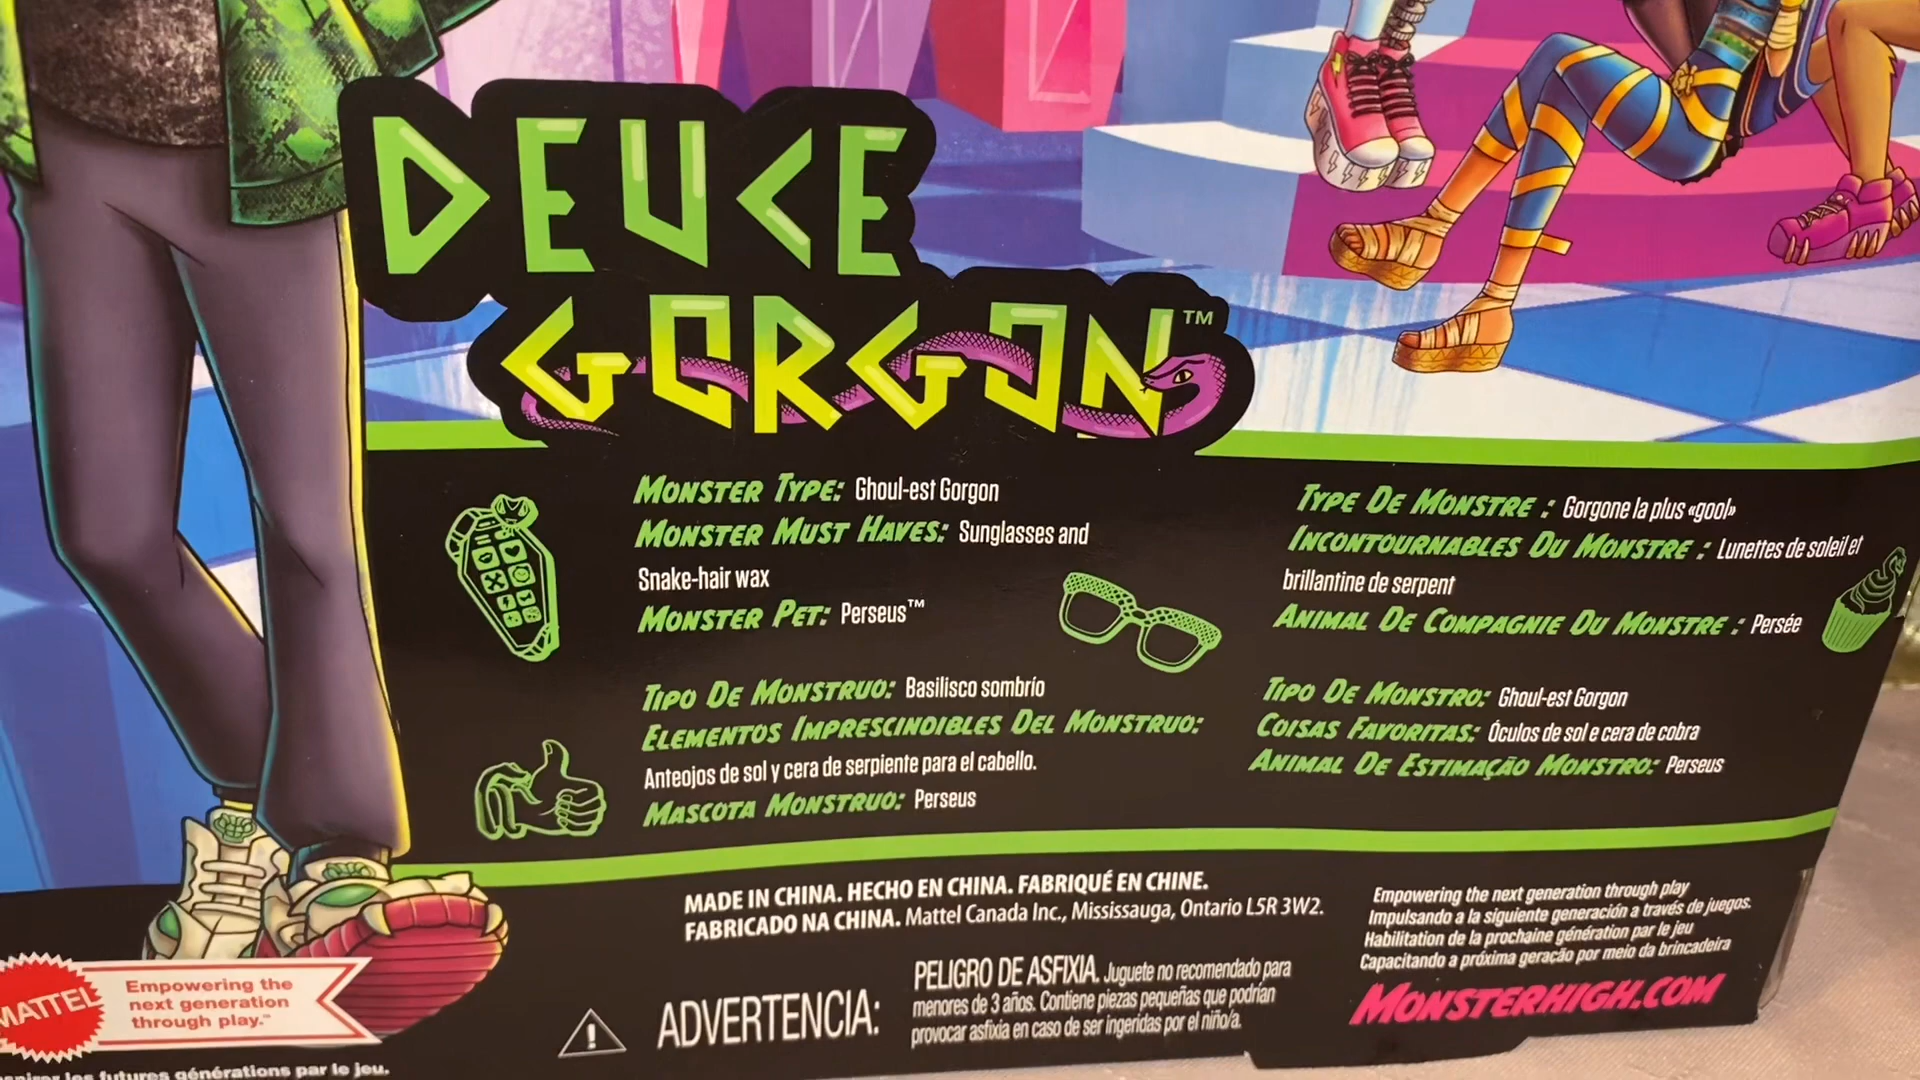 DEUCE
GORGON™
MONSTER TYPE: Ghoul-est Gorgon
MONSTER MUST HAVES: Sunglasses and
Snake-hair wax
MONSTER PET: Perseus™
TYPE DE MONSTRE : Gorgone la plus «gool»
INCONTOURNABLES DU MONSTRE : Lunettes de soleil et
brillantine de serpent
ANIMAL DE COMPAGNIE DU MONSTRE : Persée
TIPO DE MONSTRUO: Basilisco sombrío
ELEMENTOS IMPRESCINDIBLES DEL MONSTRUO:
Anteojos de sol y cera de serpiente para el cabello.
MASCOTA MONSTRUO: Perseus
TIPO DE MONSTRO: Ghoul-est Gorgon
COISAS FAVORITAS: Óculos de sol e cera de cobra
ANIMAL DE ESTIMAÇÃO MONSTRO: Perseus
MADE IN CHINA. HECHO EN CHINA. FABRIQUÉ EN CHINE.
FABRICADO NA CHINA. Mattel Canada Inc., Mississauga, Ontario L5R 3W2.
Empowering the next generation through play
Impulsando a la siguiente generación a través de juegos.
Habilitation de la prochaine génération par le jeu
Capacitando a próxima geração por meio da brincadeira
MONSTERHIGH.COM
ADVERTENCIA:
PELIGRO DE ASFIXIA. Juguete no recomendado para
menores de 3 años. Contiene piezas pequeñas que podrían
provocar asfixia en caso de ser ingeridas por el niño/a.
MATTEL
Empowering the
next generation
through play.™
les futures générations par le jeu.